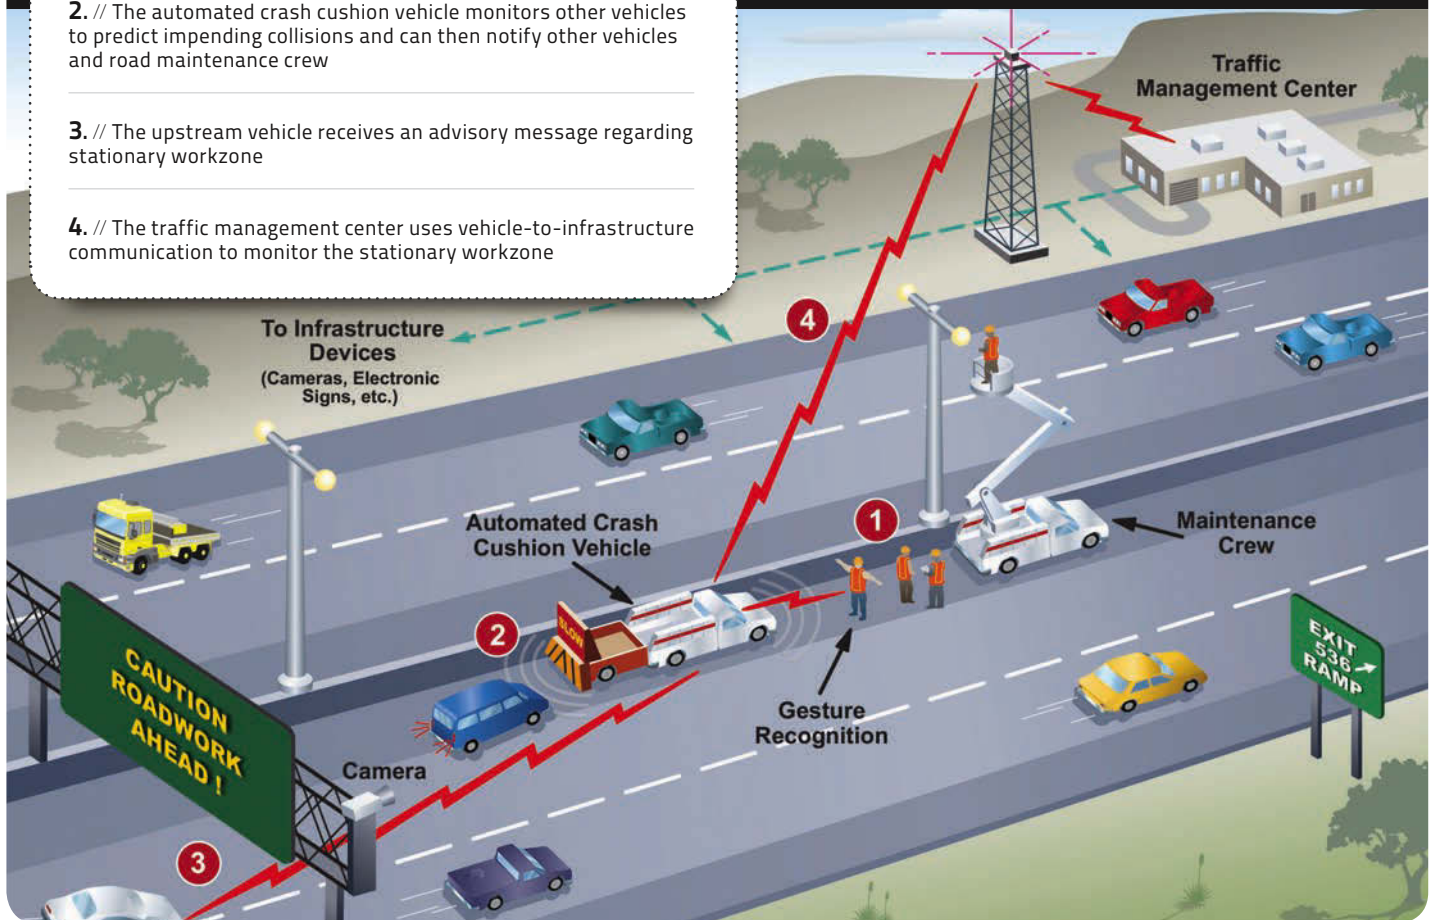 2. // The automated crash cushion vehicle monitors other vehicles
to predict impending collisions and can then notify other vehicles
and road maintenance crew
3. // The upstream vehicle receives an advisory message regarding
stationary workzone
4. // The traffic management center uses vehicle-to-infrastructure
communication to monitor the stationary workzone
Traffic
Management Center
To Infrastructure
Devices
(Cameras, Electronic
Signs, etc.)
4
Automated Crash
Cushion Vehicle
1
Maintenance
Crew
2
SLOW
EXIT
536
RAMP
CAUTION
ROADWORK
AHEAD !
Gesture
Recognition
Camera
3